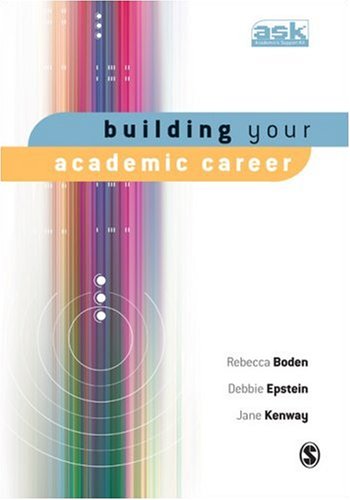 ask
Academic's Support Kit
building your
academic career
Rebecca Boden
Debbie Epstein
Jane Kenway
S